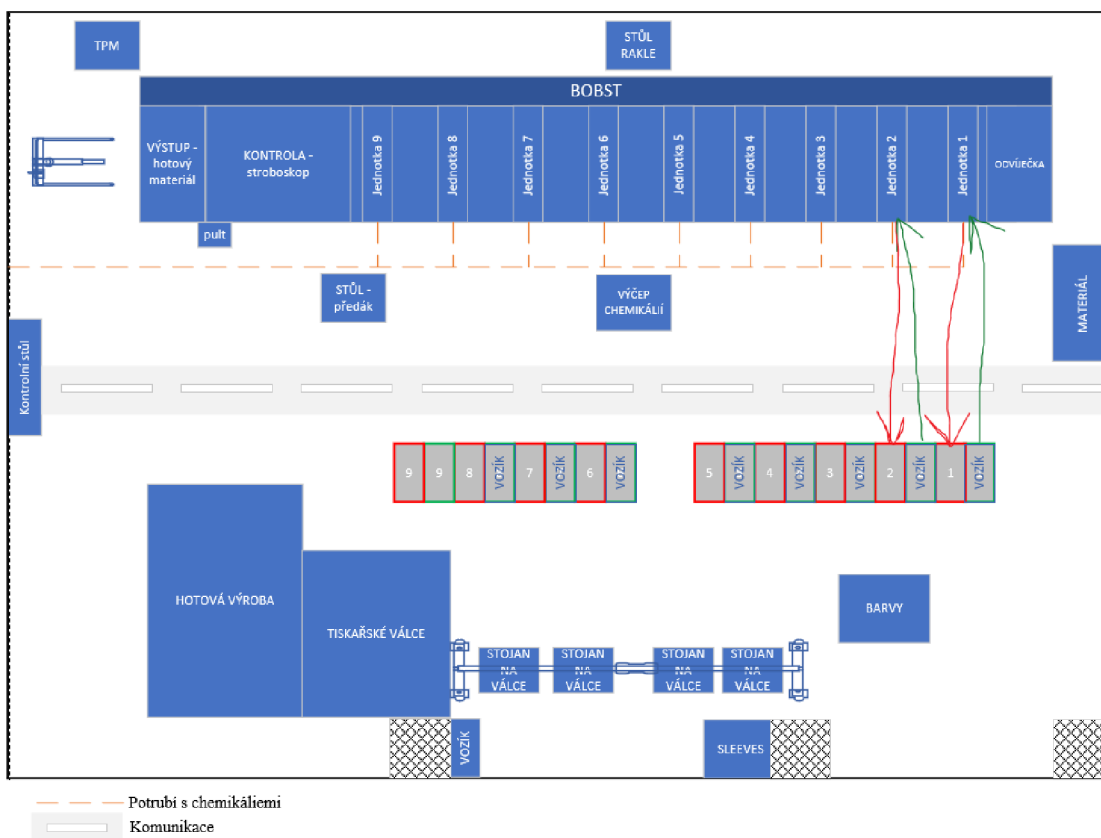 TPM
STŮL
RAKLE
BOBST
VÝSTUP -
hotový
materiál
KONTROLA -
stroboskop
Jednotka 9
Jednotka 8
Jednotka 7
Jednotka 6
Jednotka 5
Jednotka 4
Jednotka 3
Jednotka 2
Jednotka 1
ODVÍJEČKA
pult
STŮL -
předák
VÝČEP
CHEMIKÁLIÍ
MATERIÁL
Kontrolní stůl
9
9
8
VOZÍK
7
VOZÍK
6
VOZÍK
5
VOZÍK
4
VOZÍK
3
VOZÍK
2
VOZÍK
1
VOZÍK
HOTOVÁ VÝROBA
TISKAŘSKÉ VÁLCE
BARVY
STOJAN
NA
VÁLCE
STOJAN
NA
VÁLCE
STOJAN
NA
VÁLCE
STOJAN
NA
VÁLCE
VOZÍK
SLEEVES
Potrubí s chemikáliemi
Komunikace